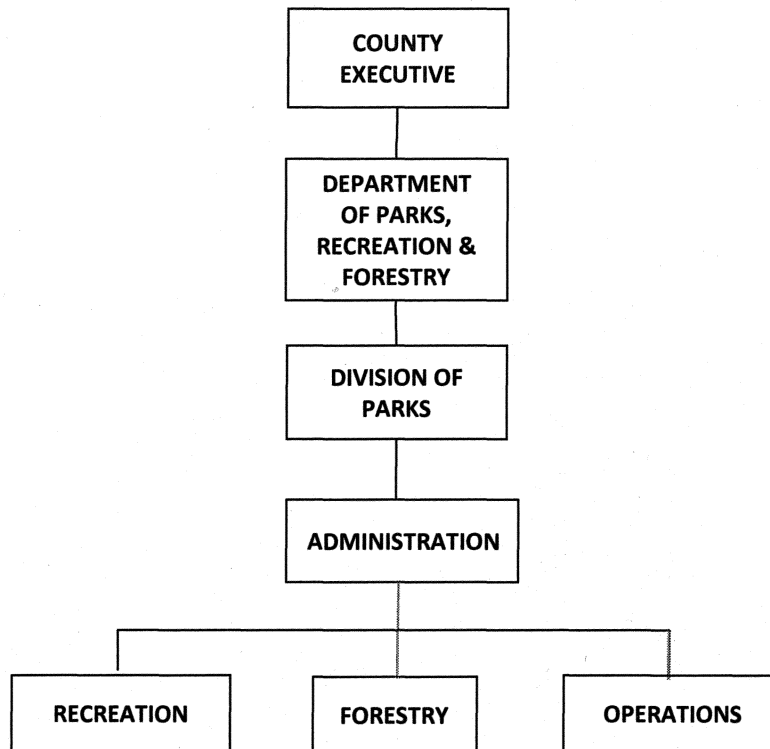 COUNTY
EXECUTIVE
DEPARTMENT
OF PARKS,
RECREATION &
FORESTRY
DIVISION OF
PARKS
ADMINISTRATION
RECREATION
FORESTRY
OPERATIONS